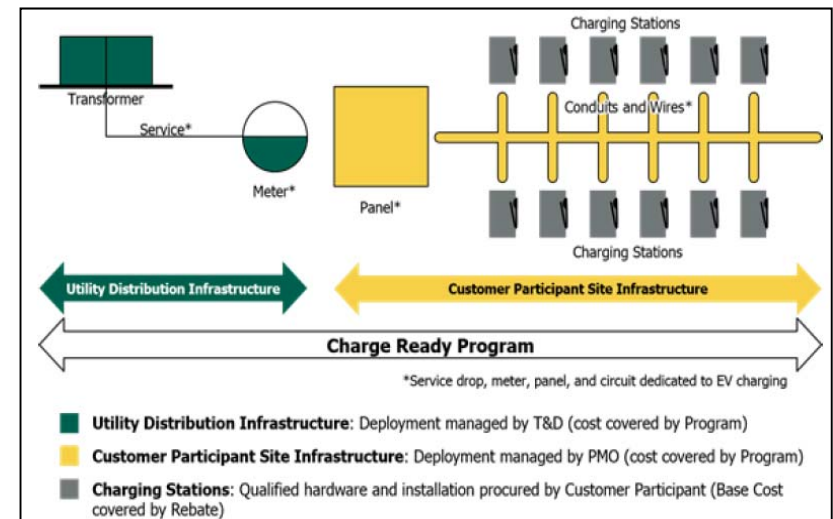 Charging Stations
Transformer
Service*
Conduits and Wires*
Meter*
Panel*
Charging Stations
Utility Distribution Infrastructure
Customer Participant Site Infrastructure
Charge Ready Program
*Service drop, meter, panel, and circuit dedicated to EV charging
Utility Distribution Infrastructure: Deployment managed by T&D (cost covered by Program)
Customer Participant Site Infrastructure: Deployment managed by PMO (cost covered by Program)
Charging Stations: Qualified hardware and installation procured by Customer Participant (Base Cost
covered by Rebate)